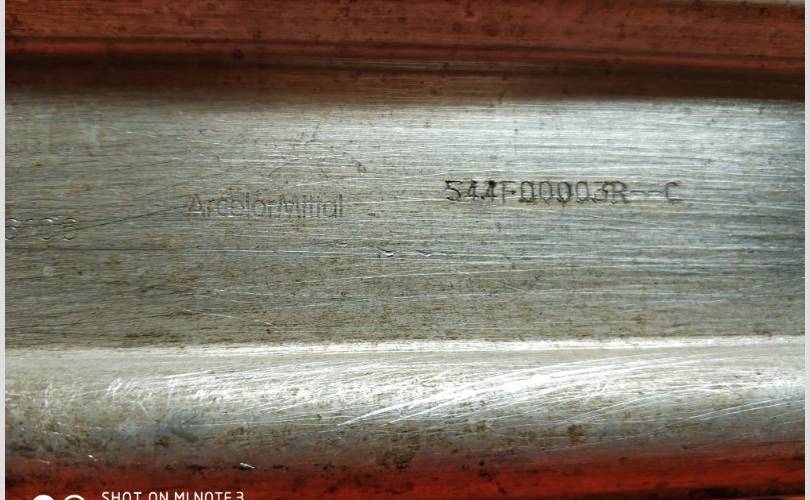 ArcelorMittal
544F00003R--C
SHOT ON MI NOTE 3